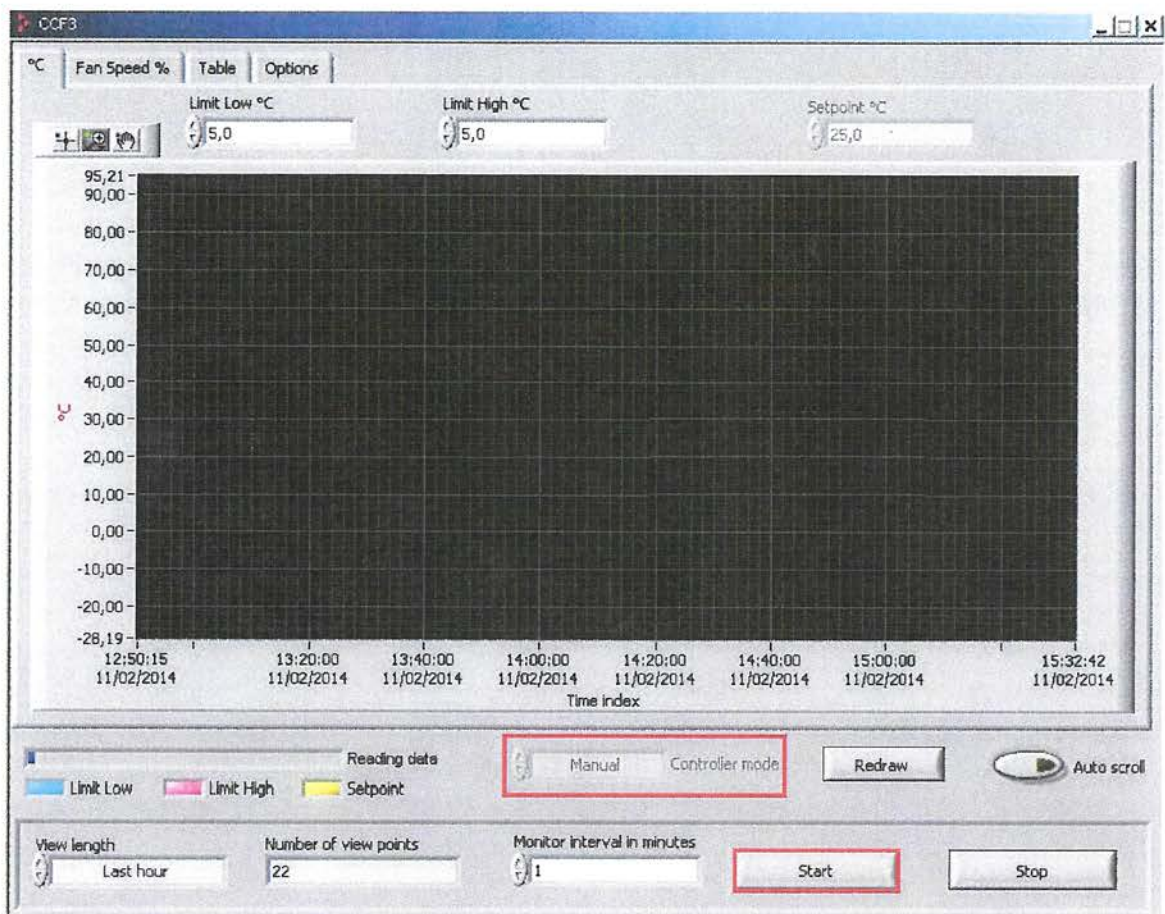 CCF3
°C Fan Speed % Table Options
Limit Low °C Limit High °C Setpoint °C
5,0 5,0 25,0
95,21
90,00
80,00
70,00
60,00
50,00
40,00
30,00
20,00
10,00
0,00
-10,00
-20,00
-28,19
°C
12:50:15 13:20:00 13:40:00 14:00:00 14:20:00 14:40:00 15:00:00 15:32:42
11/02/2014 11/02/2014 11/02/2014 11/02/2014 11/02/2014 11/02/2014 11/02/2014 11/02/2014
Time index
Reading data Manual Controller mode Redraw Auto scroll
Limit Low Limit High Setpoint
View length Number of view points Monitor interval in minutes
Last hour 22 1 Start Stop